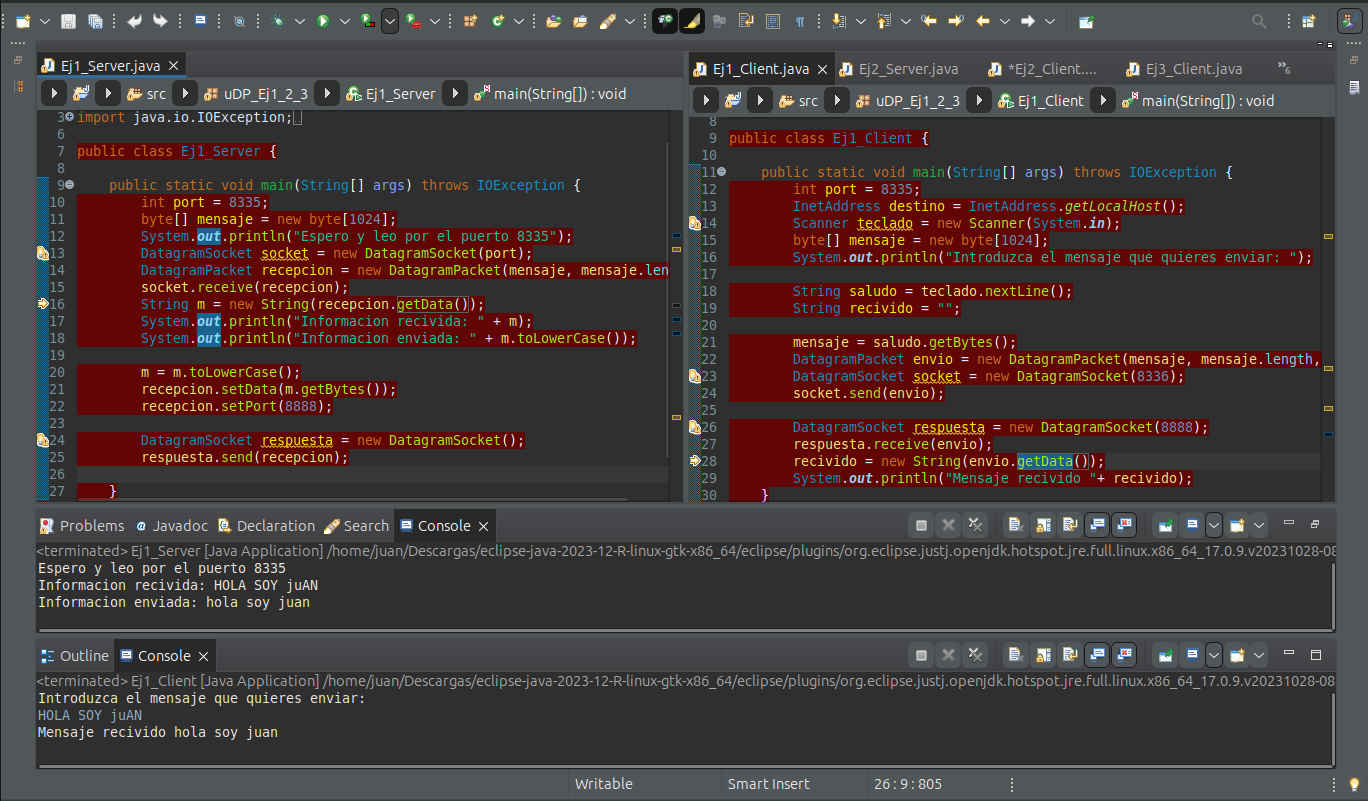 Ej1_Server.java
src uDP_Ej1_2_3 Ej1_Server main(String[]) : void
3 import java.io.IOException;
6
7 public class Ej1_Server {
8
9 public static void main(String[] args) throws IOException {
10 int port = 8335;
11 byte[] mensaje = new byte[1024];
12 System.out.println("Espero y leo por el puerto 8335");
13 DatagramSocket socket = new DatagramSocket(port);
14 DatagramPacket recepcion = new DatagramPacket(mensaje, mensaje.len
15 socket.receive(recepcion);
16 String m = new String(recepcion.getData());
17 System.out.println("Informacion recivida: " + m);
18 System.out.println("Informacion enviada: " + m.toLowerCase());
19
20 m = m.toLowerCase();
21 recepcion.setData(m.getBytes());
22 recepcion.setPort(8888);
23
24 DatagramSocket respuesta = new DatagramSocket();
25 respuesta.send(recepcion);
26
27 }
Ej1_Client.java Ej2_Server.java *Ej2_Client.... Ej3_Client.java »6
src uDP_Ej1_2_3 Ej1_Client main(String[]) : void
8
9 public class Ej1_Client {
10
11 public static void main(String[] args) throws IOException {
12 int port = 8335;
13 InetAddress destino = InetAddress.getLocalHost();
14 Scanner teclado = new Scanner(System.in);
15 byte[] mensaje = new byte[1024];
16 System.out.println("Introduzca el mensaje que quieres enviar: ");
17
18 String saludo = teclado.nextLine();
19 String recivido = "";
20
21 mensaje = saludo.getBytes();
22 DatagramPacket envio = new DatagramPacket(mensaje, mensaje.length,
23 DatagramSocket socket = new DatagramSocket(8336);
24 socket.send(envio);
25
26 DatagramSocket respuesta = new DatagramSocket(8888);
27 respuesta.receive(envio);
28 recivido = new String(envio.getData());
29 System.out.println("Mensaje recivido "+ recivido);
30 }
Problems Javadoc Declaration Search Console
<terminated> Ej1_Server [Java Application] /home/juan/Descargas/eclipse-java-2023-12-R-linux-gtk-x86_64/eclipse/plugins/org.eclipse.justj.openjdk.hotspot.jre.full.linux.x86_64_17.0.9.v20231028-08
Espero y leo por el puerto 8335
Informacion recivida: HOLA SOY juAN
Informacion enviada: hola soy juan
Outline Console
<terminated> Ej1_Client [Java Application] /home/juan/Descargas/eclipse-java-2023-12-R-linux-gtk-x86_64/eclipse/plugins/org.eclipse.justj.openjdk.hotspot.jre.full.linux.x86_64_17.0.9.v20231028-08
Introduzca el mensaje que quieres enviar:
HOLA SOY juAN
Mensaje recivido hola soy juan
Writable Smart Insert 26 : 9 : 805